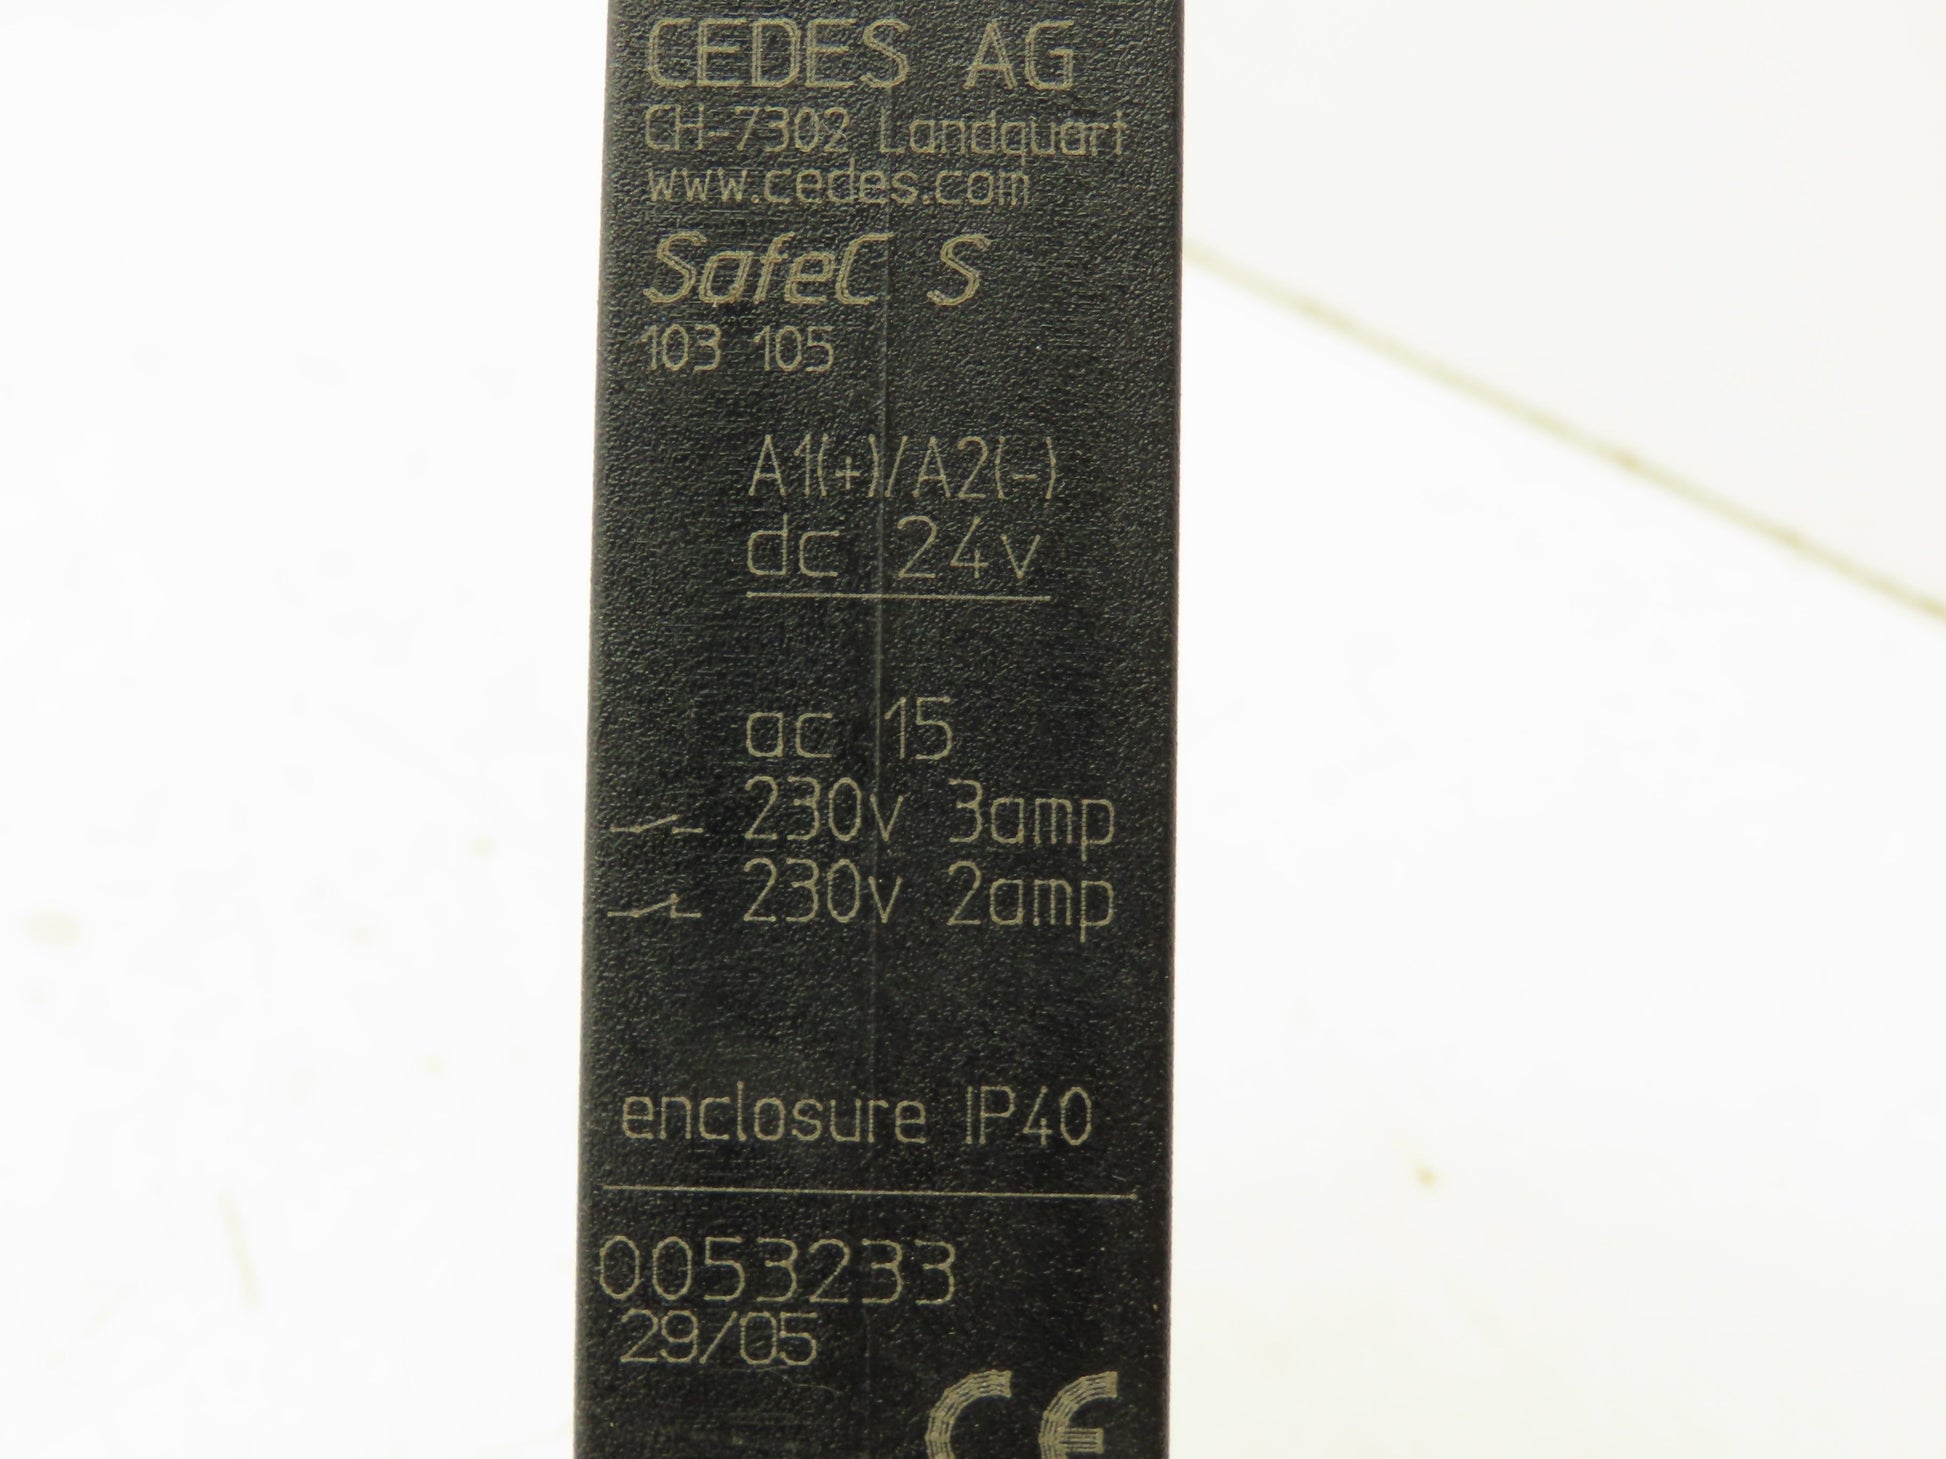 CEDES AG
CH-7302 Landquart
www.cedes.com
SafeC S
103 105
A1(+)/A2(-)
dc 24v
ac 15
230v 3amp
230v 2amp
enclosure IP40
0053233
29/05
CE